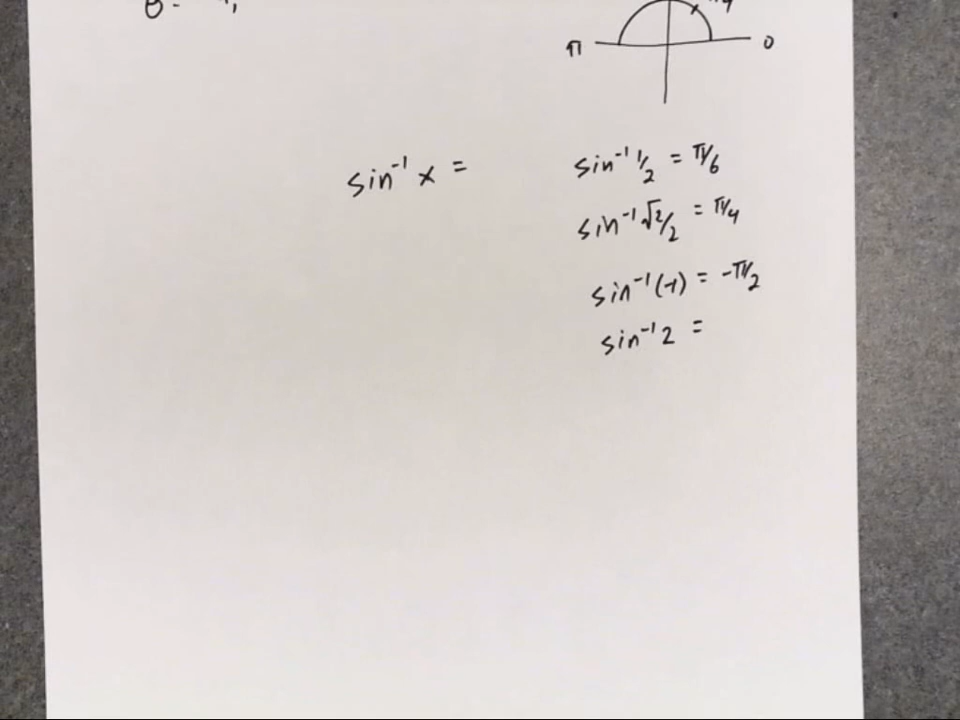 θ =
π 0
sin⁻¹ x =
sin⁻¹ 1/2 = π/6
sin⁻¹ √2/2 = π/4
sin⁻¹(-1) = -π/2
sin⁻¹ 2 =